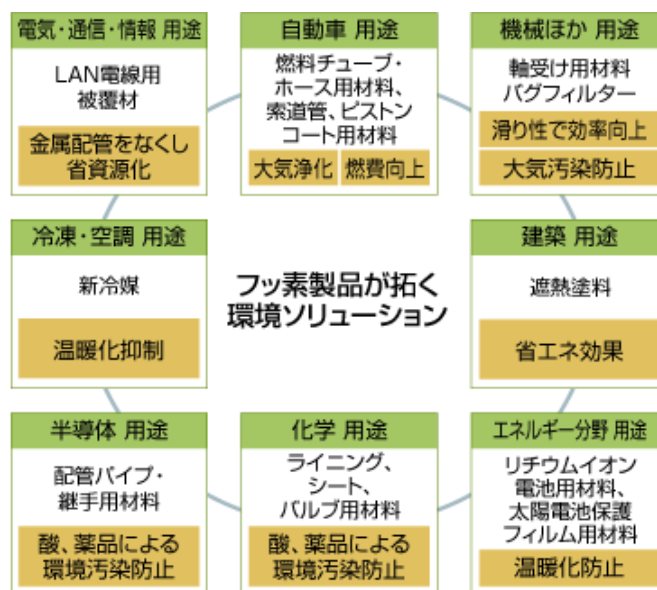 電気・通信・情報 用途
LAN電線用
被覆材
金属配管をなくし
省資源化
自動車 用途
燃料チューブ・
ホース用材料、
索道管、ピストン
コート用材料
大気浄化
燃費向上
機械ほか 用途
軸受け用材料
バグフィルター
滑り性で効率向上
大気汚染防止
冷凍・空調 用途
新冷媒
温暖化抑制
フッ素製品が拓く
環境ソリューション
建築 用途
遮熱塗料
省エネ効果
半導体 用途
配管パイプ・
継手用材料
酸、薬品による
環境汚染防止
化学 用途
ライニング、
シート、
バルブ用材料
酸、薬品による
環境汚染防止
エネルギー分野 用途
リチウムイオン
電池用材料、
太陽電池保護
フィルム用材料
温暖化防止